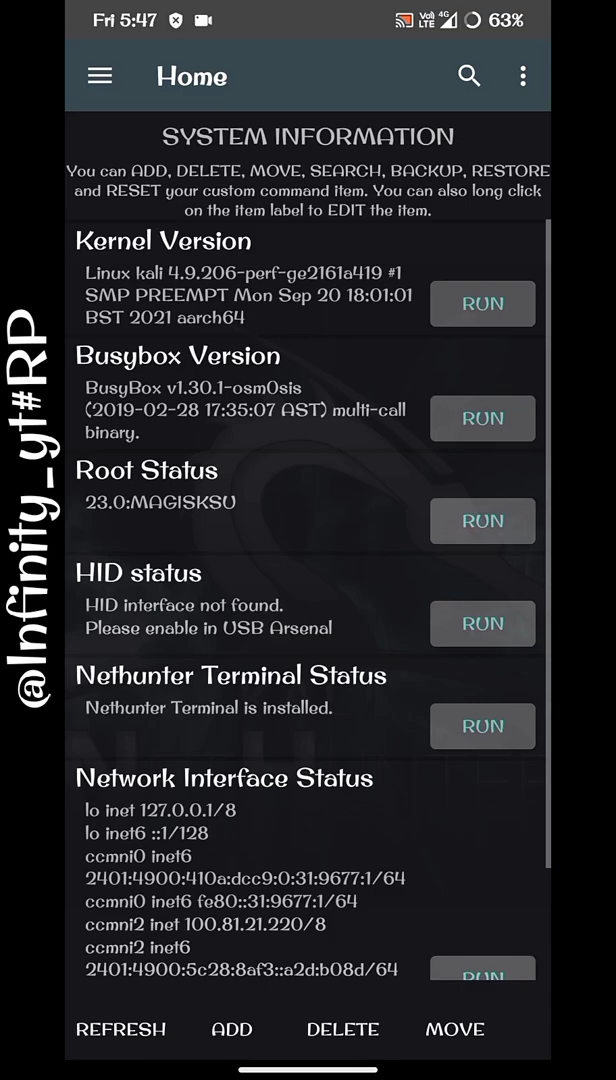 Fri 5:47
Vo) LTE 4G 63%
Home
SYSTEM INFORMATION
You can ADD, DELETE, MOVE, SEARCH, BACKUP, RESTORE
and RESET your custom command item. You can also long click
on the item label to EDIT the item.
Kernel Version
Linux kali 4.9.206-perf-ge2161a419 #1
SMP PREEMPT Mon Sep 20 18:01:01
BST 2021 aarch64
RUN
Busybox Version
BusyBox v1.30.1-osm0sis
(2019-02-28 17:35:07 AST) multi-call
binary.
RUN
Root Status
23.0:MAGISKSU
RUN
HID status
HID interface not found.
Please enable in USB Arsenal
RUN
Nethunter Terminal Status
Nethunter Terminal is installed.
RUN
Network Interface Status
lo inet 127.0.0.1/8
lo inet6 ::1/128
ccmni0 inet6
2401:4900:410a:dcc9:0:31:9677:1/64
ccmni0 inet6 fe80::31:9677:1/64
ccmni2 inet 100.81.21.220/8
ccmni2 inet6
2401:4900:5c28:8af3::a2d:b08d/64
RUN
REFRESH ADD DELETE MOVE
@Infinity_yt#RP